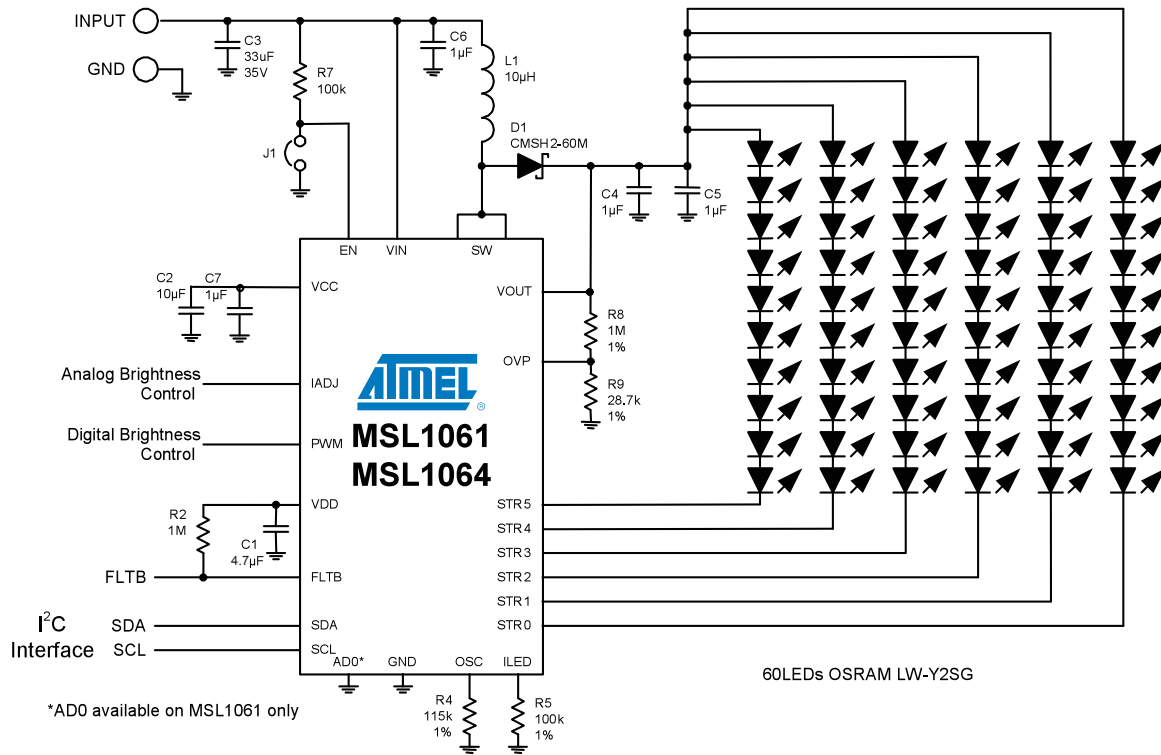 INPUT
GND
C3
33uF
35V
R7
100k
J1
C6
1µF
L1
10µH
D1
CMSH2-60M
C4
1µF
C5
1µF
EN
VIN
SW
C2
10µF
C7
1µF
VCC
VOUT
R8
1M
1%
OVP
R9
28.7k
1%
Analog Brightness
Control
IADJ
ATMEL
®
MSL1061
MSL1064
Digital Brightness
Control
PWM
VDD
R2
1M
C1
4.7µF
FLTB
FLTB
I²C
Interface
SDA
SCL
SDA
SCL
STR5
STR4
STR3
STR2
STR1
STR0
AD0*
GND
OSC
ILED
R4
115k
1%
R5
100k
1%
60LEDs OSRAM LW-Y2SG
*AD0 available on MSL1061 only